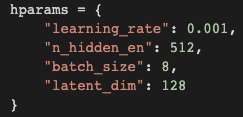 hparams = {
    "learning_rate": 0.001,
    "n_hidden_en": 512,
    "batch_size": 8,
    "latent_dim": 128
}